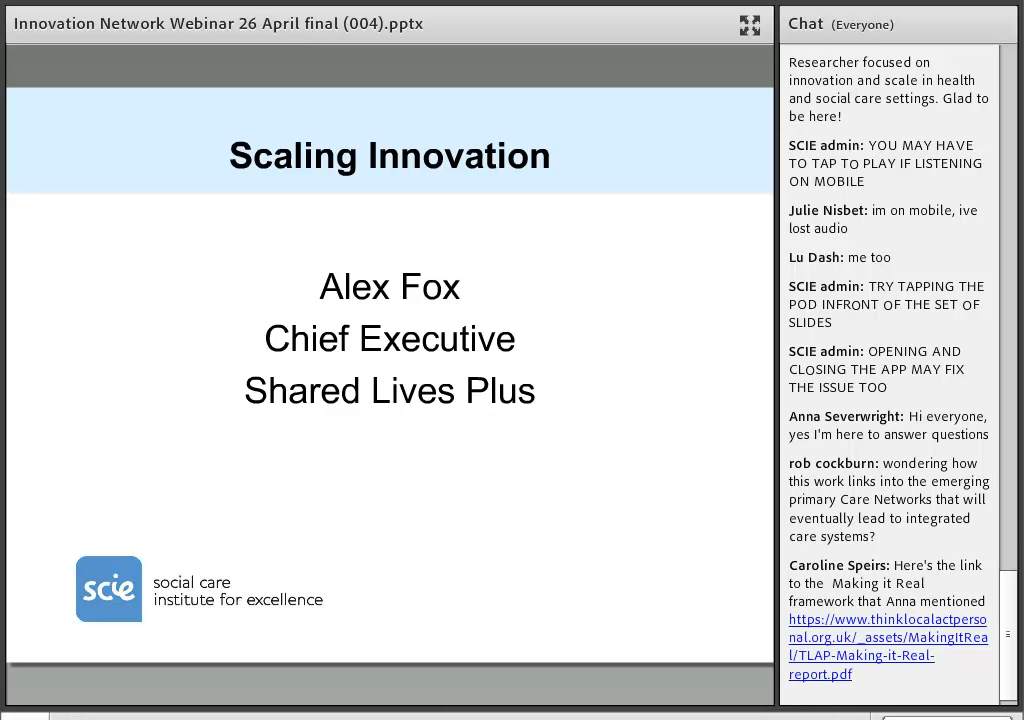 Innovation Network Webinar 26 April final (004).pptx
Scaling Innovation
Alex Fox
Chief Executive
Shared Lives Plus
scie
social care
institute for excellence
Chat (Everyone)
Researcher focused on
innovation and scale in health
and social care settings. Glad to
be here!
SCIE admin: YOU MAY HAVE
TO TAP TO PLAY IF LISTENING
ON MOBILE
Julie Nisbet: im on mobile, ive
lost audio
Lu Dash: me too
SCIE admin: TRY TAPPING THE
POD INFRONT OF THE SET OF
SLIDES
SCIE admin: OPENING AND
CLOSING THE APP MAY FIX
THE ISSUE TOO
Anna Severwright: Hi everyone,
yes I'm here to answer questions
rob cockburn: wondering how
this work links into the emerging
primary Care Networks that will
eventually lead to integrated
care systems?
Caroline Speirs: Here's the link
to the Making it Real
framework that Anna mentioned
https://www.thinklocalactperso
nal.org.uk/_assets/MakingItRea
l/TLAP-Making-it-Real-
report.pdf